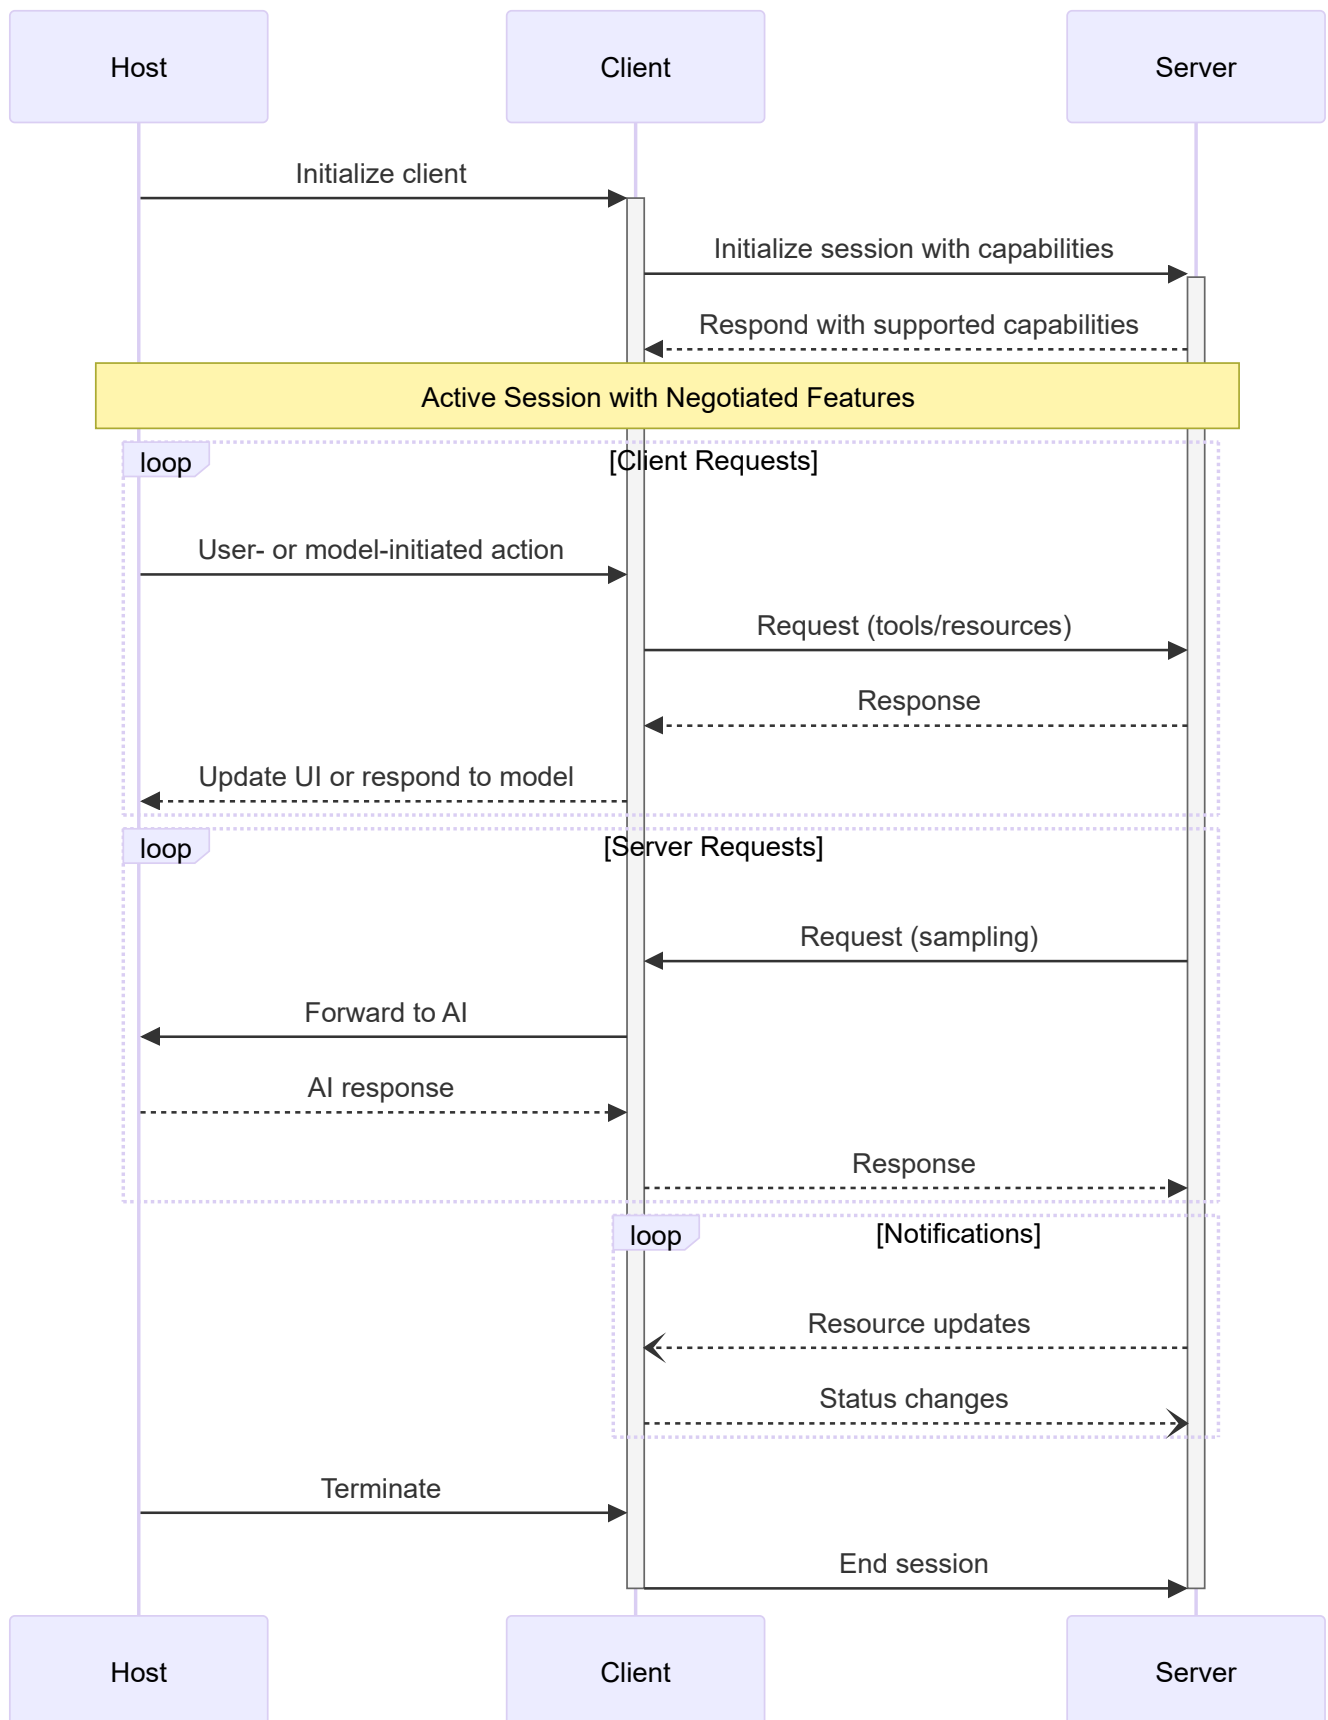 Host
Client
Server
Initialize client
Initialize session with capabilities
Respond with supported capabilities
Active Session with Negotiated Features
loop
[Client Requests]
User- or model-initiated action
Request (tools/resources)
Response
Update UI or respond to model
loop
[Server Requests]
Request (sampling)
Forward to AI
AI response
Response
loop
[Notifications]
Resource updates
Status changes
Terminate
End session
Host
Client
Server